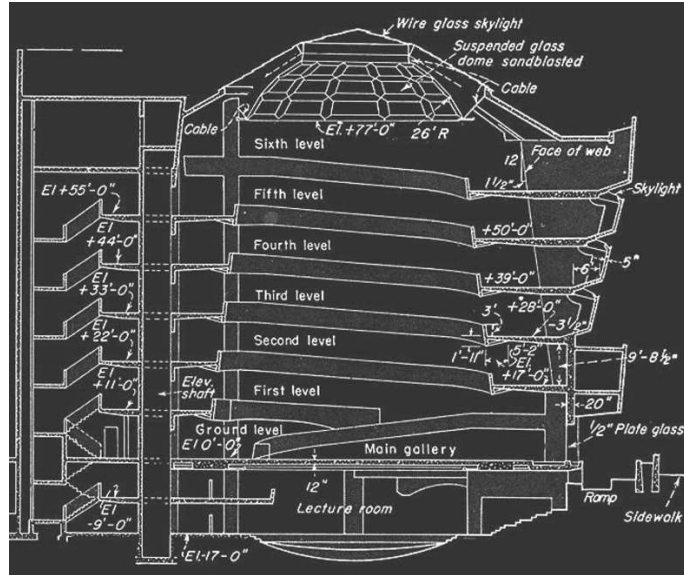 Wire glass skylight
Suspended glass
dome sandblasted
Cable
Cable
El. +77'-0"
26' R
Sixth level
12
Face of web
1 1/2"
Skylight
El +55'-0"
Fifth level
+50'-0"
El.
+44'-0"
Fourth level
6'
5"
+39'-0"
El.
+33'-0"
Third level
3'
+28'-0"
3 1/2"
El.
+22'-0"
Second level
1'-11"
5-2
El.
+17'-0"
9'-8 1/2"
El.
+11'-0"
Elev.
shaft
First level
20"
Ground level
El 0'-0"
1/2" Plate glass
Main gallery
12"
Lecture room
Ramp
Sidewalk
El
-9'-0"
El.-17-0"